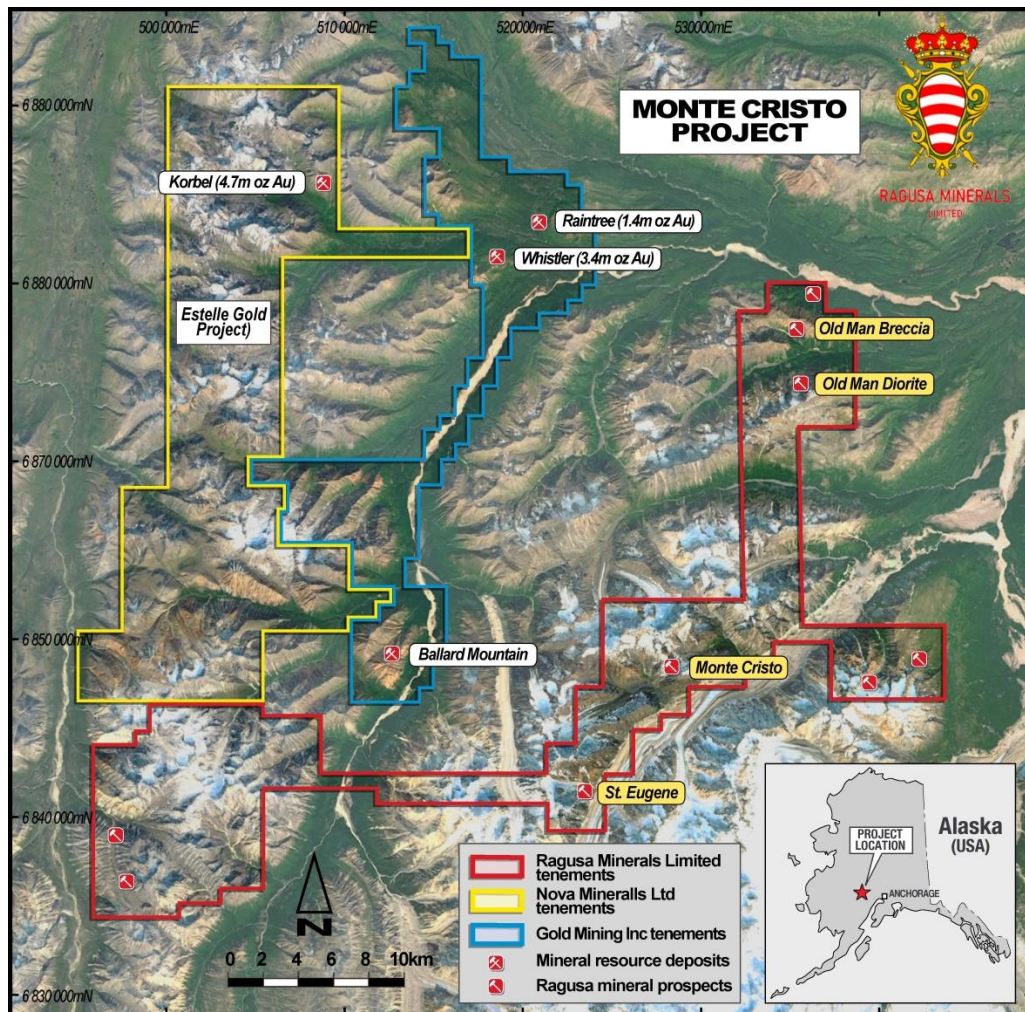 500 000mE
510 000mE
520000mE
530000mE
6 880 000mN
MONTE CRISTO
PROJECT
RAGUSA MINERALS
LIMITED
Korbel (4.7m oz Au)
Raintree (1.4m oz Au)
Whistler (3.4m oz Au)
6 880 000mN
Estelle Gold
Project)
Old Man Breccia
Old Man Diorite
6 870 000mN
6 850 000mN
Ballard Mountain
Monte Cristo
St. Eugene
6 840 000mN
Alaska
(USA)
PROJECT
LOCATION
ANCHORAGE
Ragusa Minerals Limited
tenements
Nova Mineralls Ltd
tenements
Gold Mining Inc tenements
Mineral resource deposits
Ragusa mineral prospects
N
0 2 4 6 8 10km
6 830 000mN